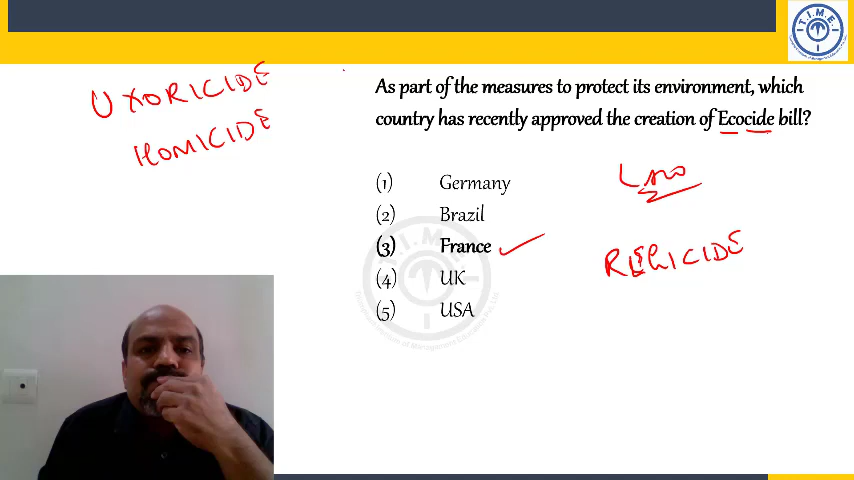 T.I.M.E.
UXORICIDE
HOMICIDE
As part of the measures to protect its environment, which
country has recently approved the creation of Ecocide bill?
(1) Germany
(2) Brazil
(3) France
(4) UK
(5) USA
Law
REGICIDE